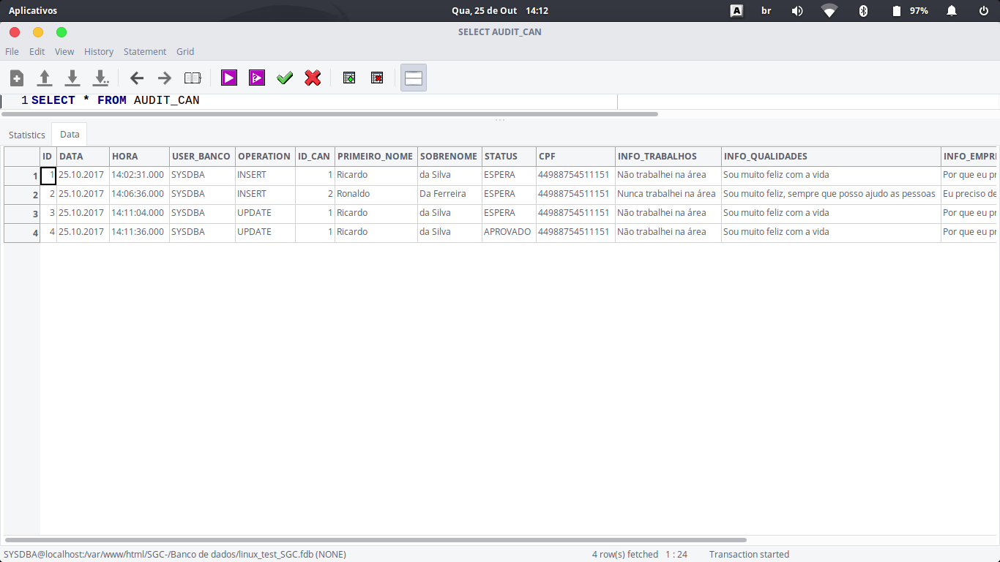 Aplicativos Qua, 25 de Out 14:12 A br 97%
SELECT AUDIT_CAN
File Edit View History Statement Grid
1 SELECT * FROM AUDIT_CAN
Statistics Data
ID DATA HORA USER_BANCO OPERATION ID_CAN PRIMEIRO_NOME SOBRENOME STATUS CPF INFO_TRABALHOS INFO_QUALIDADES INFO_EMPRI
1 1 25.10.2017 14:02:31.000 SYSDBA INSERT 1 Ricardo da Silva ESPERA 44988754511151 Não trabalhei na área Sou muito feliz com a vida Por que eu pr
2 2 25.10.2017 14:06:36.000 SYSDBA INSERT 2 Ronaldo Da Ferreira ESPERA 44988754511151 Nunca trabalhei na área Sou muito feliz, sempre que posso ajudo as pessoas Eu preciso de
3 3 25.10.2017 14:11:04.000 SYSDBA UPDATE 1 Ricardo da Silva ESPERA 44988754511151 Não trabalhei na área Sou muito feliz com a vida Por que eu pr
4 4 25.10.2017 14:11:36.000 SYSDBA UPDATE 1 Ricardo da Silva APROVADO 44988754511151 Não trabalhei na área Sou muito feliz com a vida Por que eu pr
SYSDBA@localhost:/var/www/html/SGC-/Banco de dados/linux_test_SGC.fdb (NONE) 4 row(s) fetched 1 : 24 Transaction started